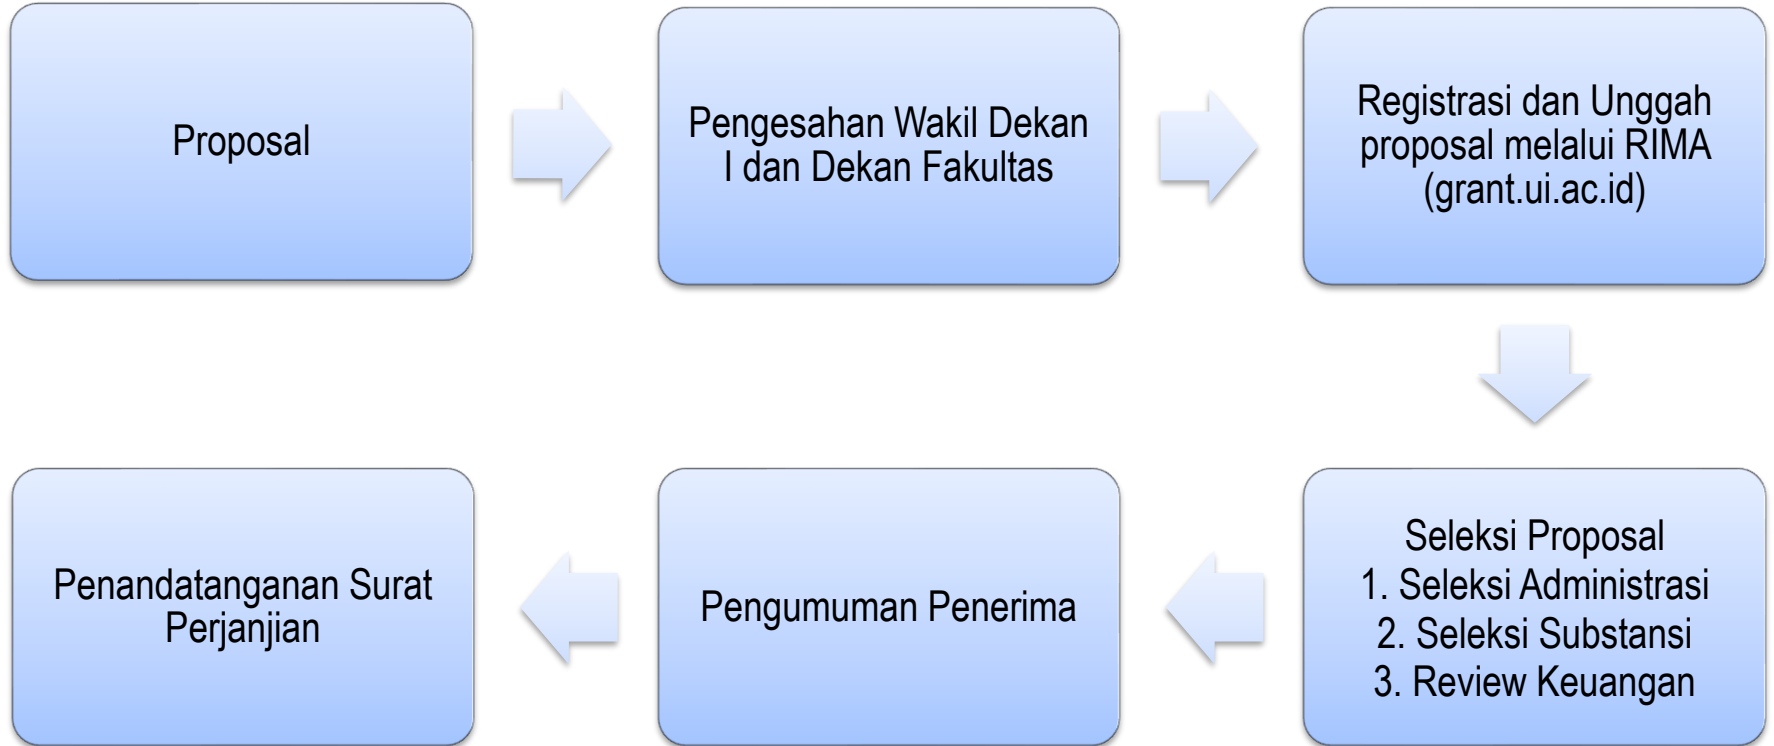 Proposal
Pengesahan Wakil Dekan
I dan Dekan Fakultas
Registrasi dan Unggah
proposal melalui RIMA
(grant.ui.ac.id)
Seleksi Proposal
1. Seleksi Administrasi
2. Seleksi Substansi
3. Review Keuangan
Pengumuman Penerima
Penandatanganan Surat
Perjanjian